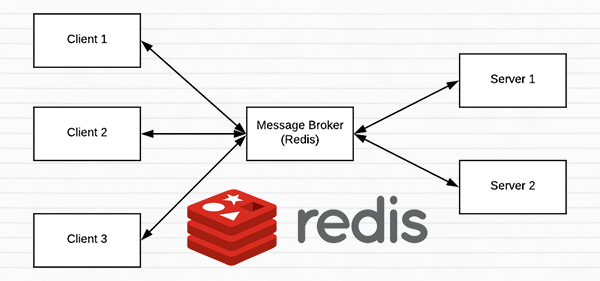 Client 1
Client 2
Client 3
Message Broker
(Redis)
Server 1
Server 2
redis